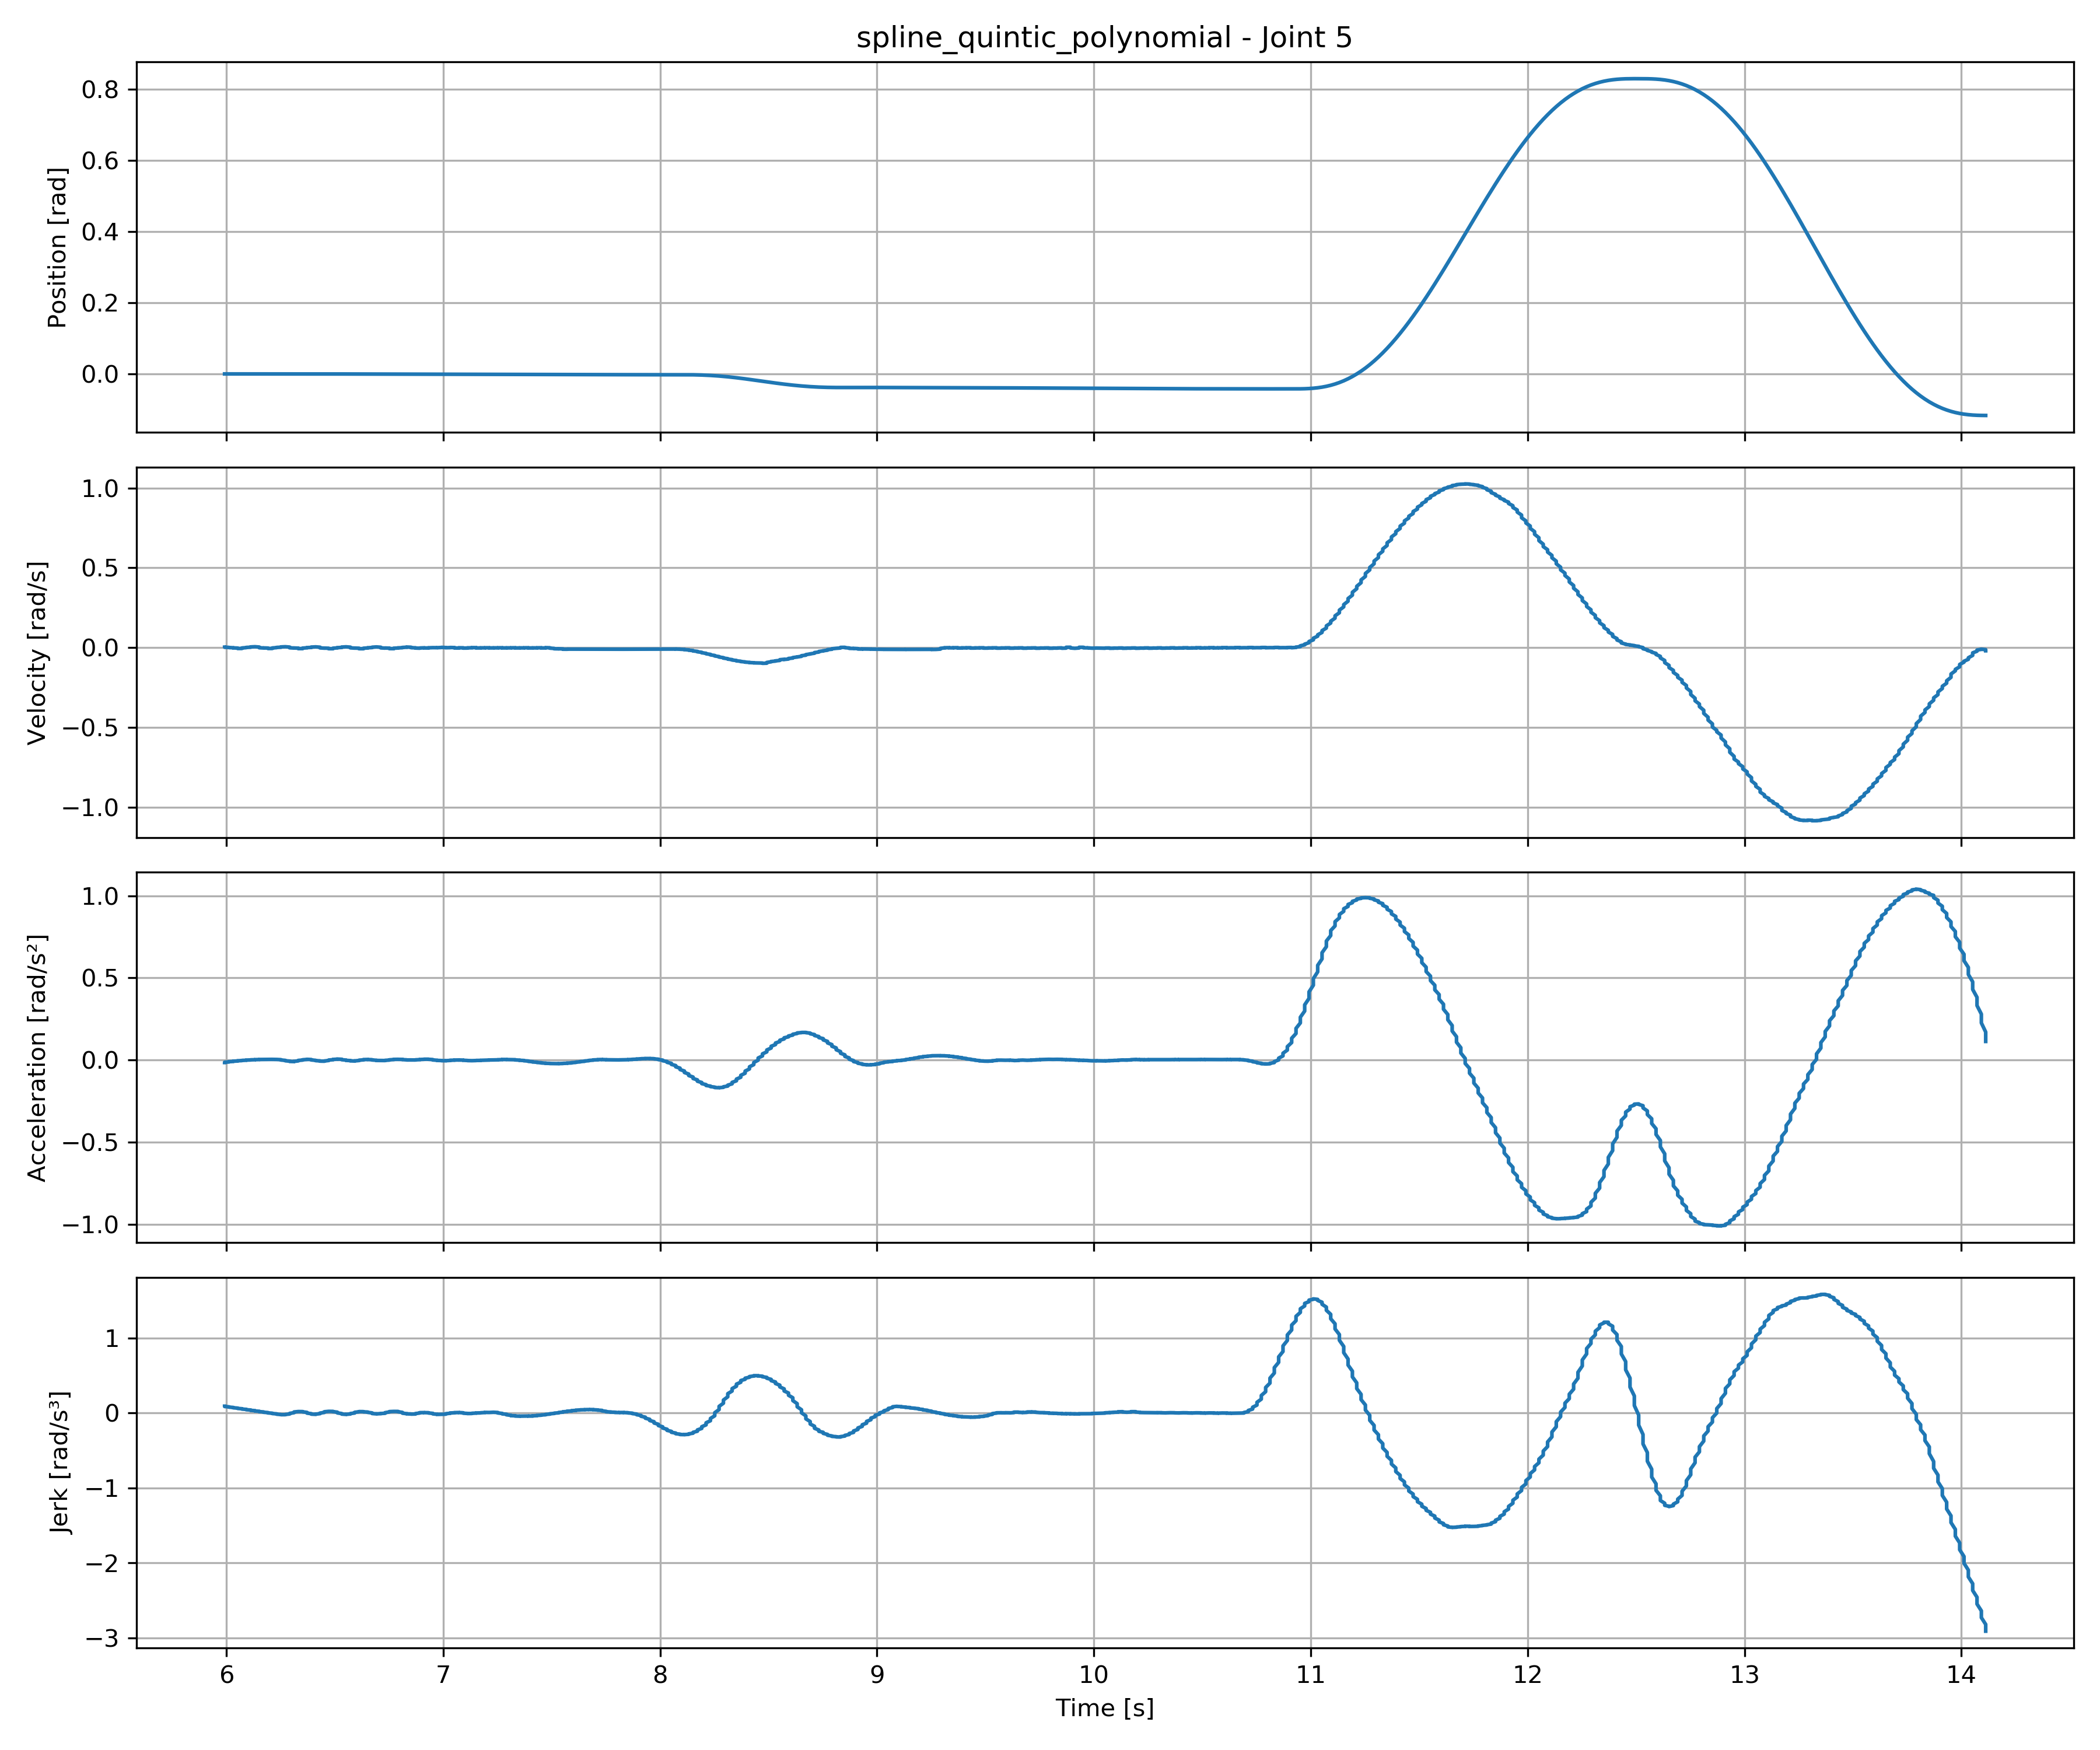 spline_quintic_polynomial - Joint 5
Position [rad]
0.8
0.6
0.4
0.2
0.0
Velocity [rad/s]
1.0
0.5
0.0
−0.5
−1.0
Acceleration [rad/s²]
1.0
0.5
0.0
−0.5
−1.0
Jerk [rad/s³]
1
0
−1
−2
−3
6 7 8 9 10 11 12 13 14
Time [s]